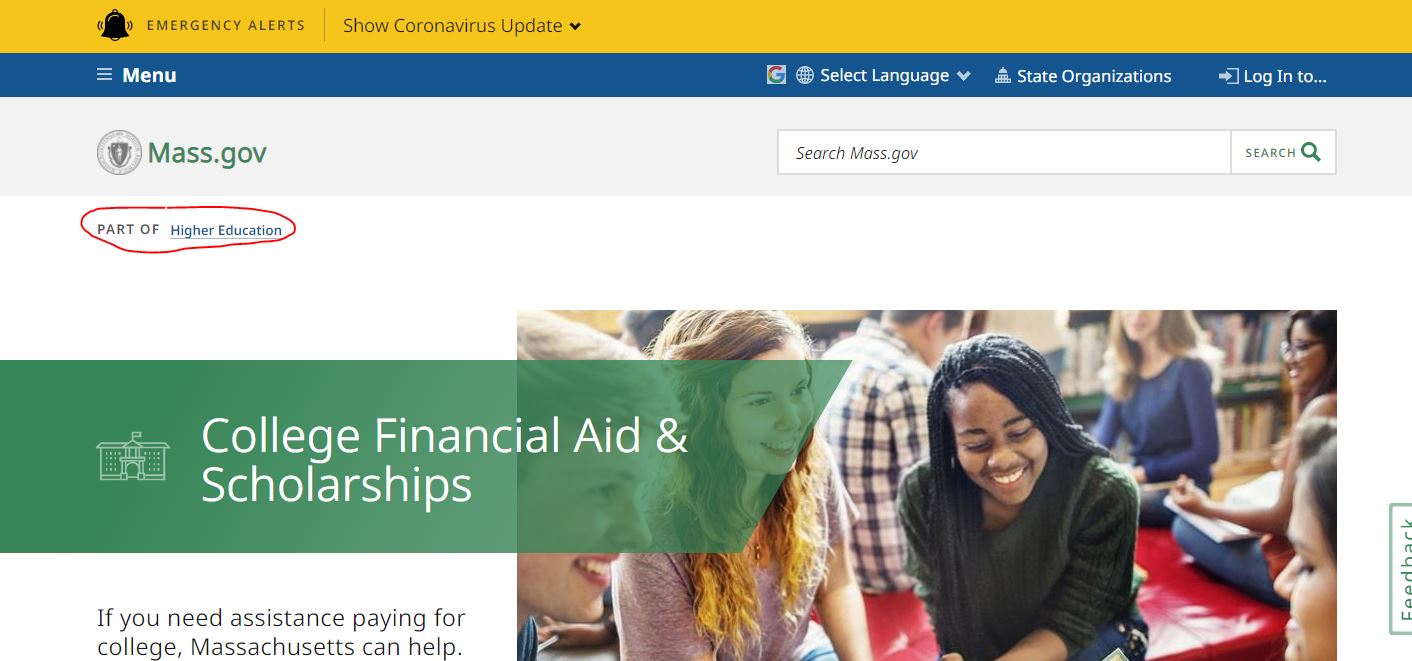 EMERGENCY ALERTS Show Coronavirus Update
Menu Select Language State Organizations Log In to...
Mass.gov Search Mass.gov SEARCH
PART OF Higher Education
College Financial Aid &
Scholarships
Feedback
If you need assistance paying for
college, Massachusetts can help.